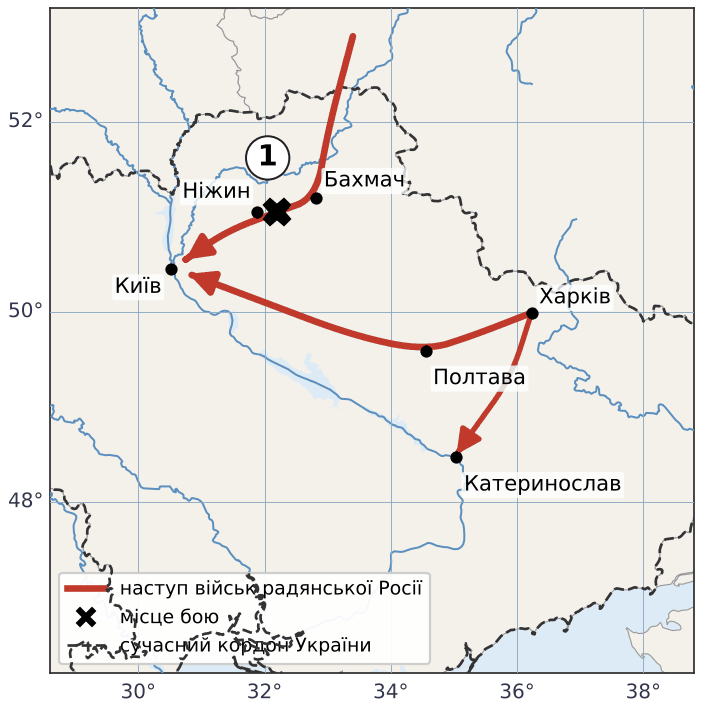 52°
50°
48°
1
Бахмач
Ніжин
Київ
Харків
Полтава
Катеринослав
наступ військ радянської Росії
місце бою
сучасний кордон України
30°
32°
34°
36°
38°